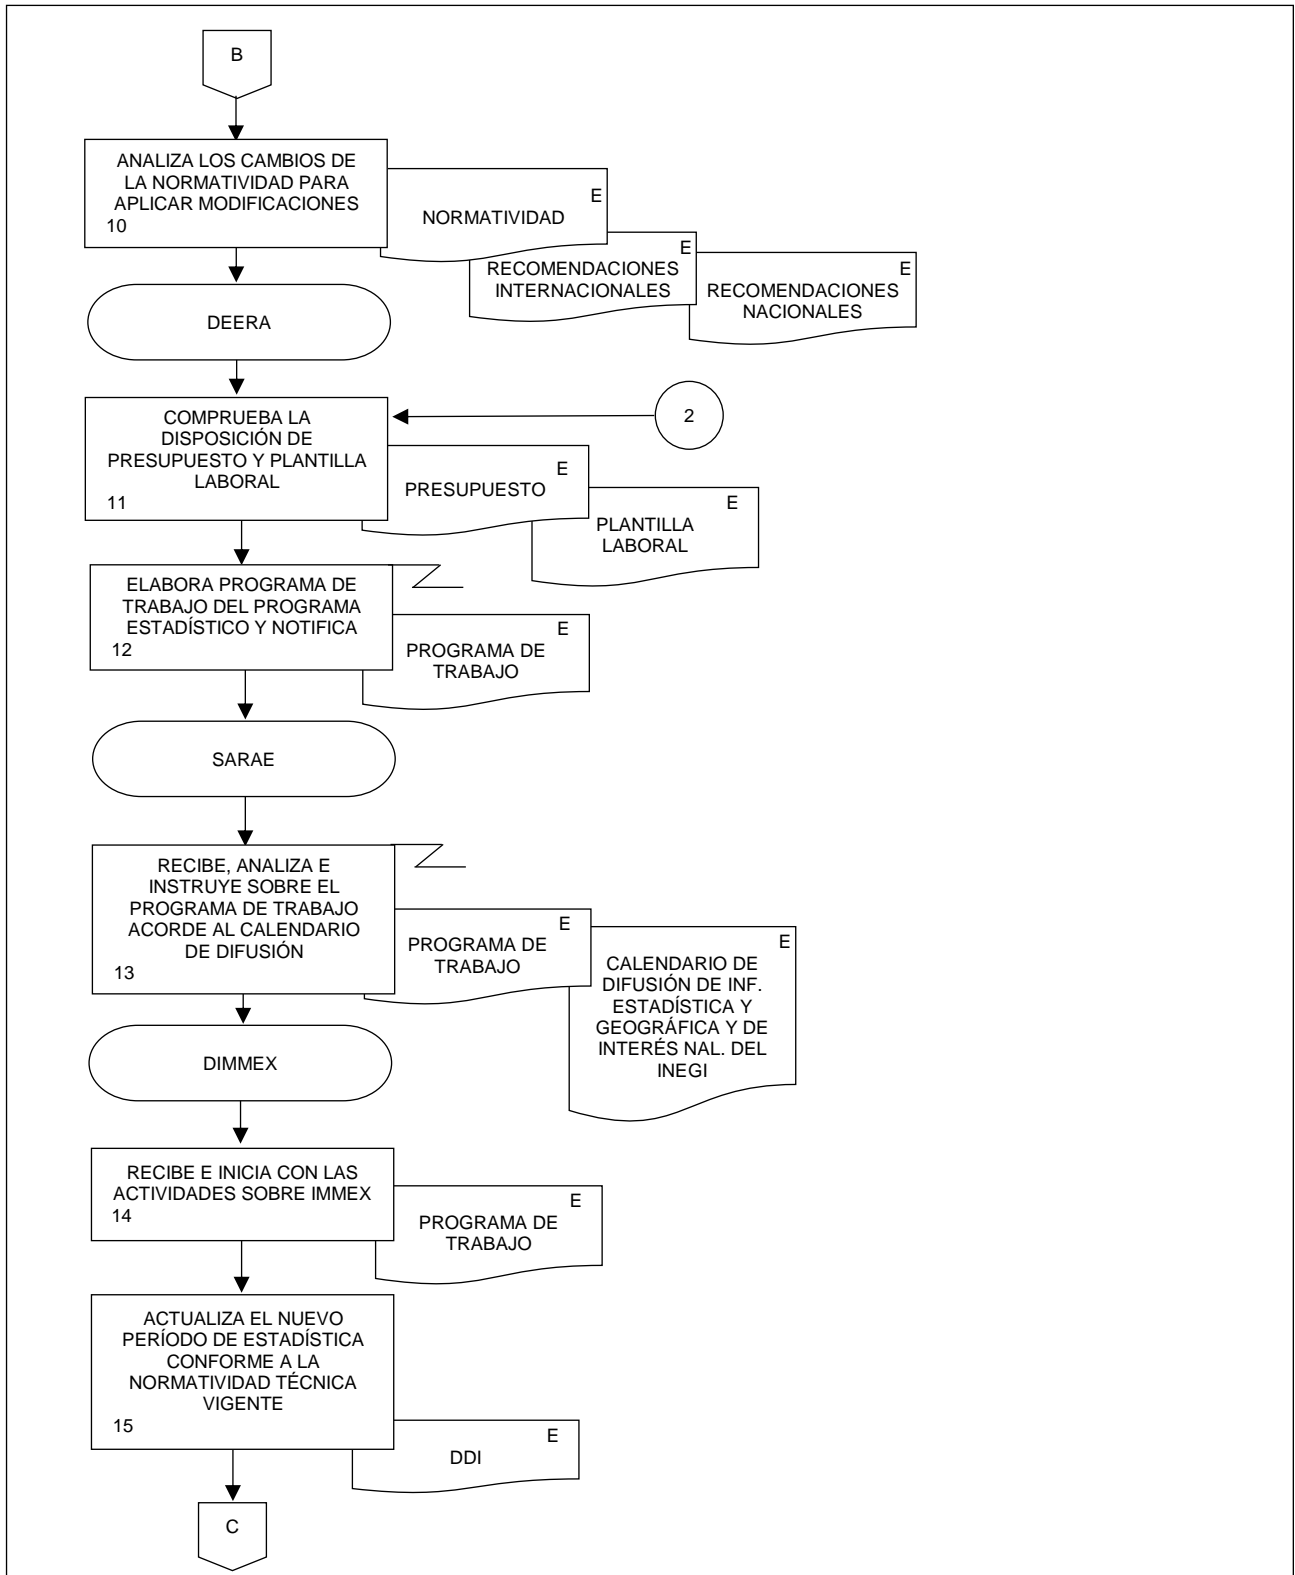 B
ANALIZA LOS CAMBIOS DE
LA NORMATIVIDAD PARA
APLICAR MODIFICACIONES
10
E
NORMATIVIDAD
E
RECOMENDACIONES
INTERNACIONALES
E
RECOMENDACIONES
NACIONALES
DEERA
COMPRUEBA LA
DISPOSICIÓN DE
PRESUPUESTO Y PLANTILLA
LABORAL
11
2
E
PRESUPUESTO
E
PLANTILLA
LABORAL
ELABORA PROGRAMA DE
TRABAJO DEL PROGRAMA
ESTADÍSTICO Y NOTIFICA
12
E
PROGRAMA DE
TRABAJO
SARAE
RECIBE, ANALIZA E
INSTRUYE SOBRE EL
PROGRAMA DE TRABAJO
ACORDE AL CALENDARIO
DE DIFUSIÓN
13
E
PROGRAMA DE
TRABAJO
E
CALENDARIO DE
DIFUSIÓN DE INF.
ESTADÍSTICA Y
GEOGRÁFICA Y DE
INTERÉS NAL. DEL
INEGI
DIMMEX
RECIBE E INICIA CON LAS
ACTIVIDADES SOBRE IMMEX
14
E
PROGRAMA DE
TRABAJO
ACTUALIZA EL NUEVO
PERÍODO DE ESTADÍSTICA
CONFORME A LA
NORMATIVIDAD TÉCNICA
VIGENTE
15
E
DDI
C